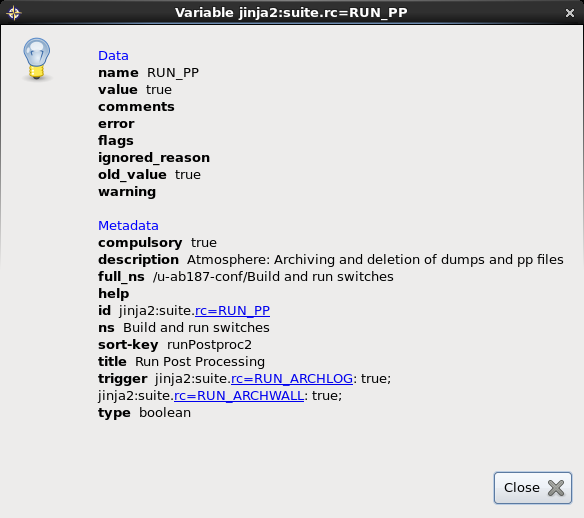 Variable jinja2:suite.rc=RUN_PP
Data
name RUN_PP
value true
comments
error
flags
ignored_reason
old_value true
warning
Metadata
compulsory true
description Atmosphere: Archiving and deletion of dumps and pp files
full_ns /u-ab187-conf/Build and run switches
help
id jinja2:suite.rc=RUN_PP
ns Build and run switches
sort-key runPostproc2
title Run Post Processing
trigger jinja2:suite.rc=RUN_ARCHLOG: true;
jinja2:suite.rc=RUN_ARCHWALL: true;
type boolean
Close